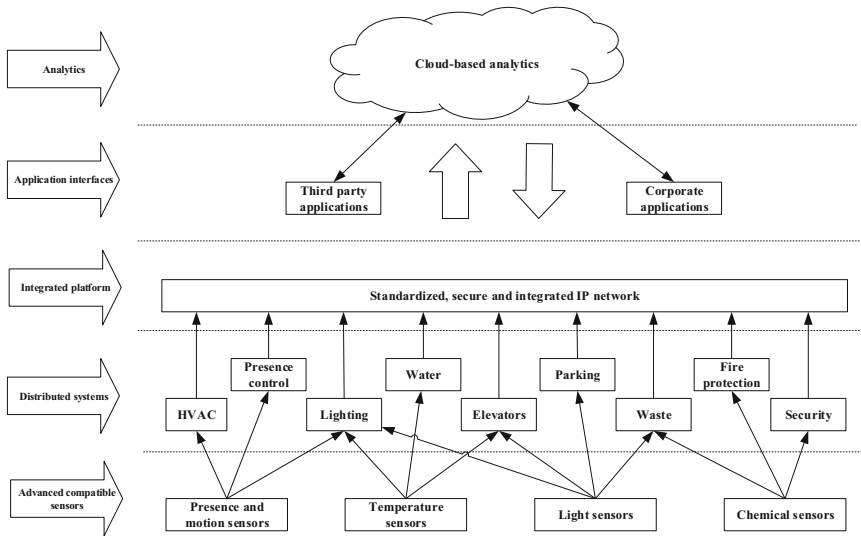 Analytics
Cloud-based analytics
Application interfaces
Third party
applications
Corporate
applications
Integrated platform
Standardized, secure and integrated IP network
Distributed systems
Presence
control
Water
Parking
Fire
protection
HVAC
Lighting
Elevators
Waste
Security
Advanced compatible
sensors
Presence and
motion sensors
Temperature
sensors
Light sensors
Chemical sensors